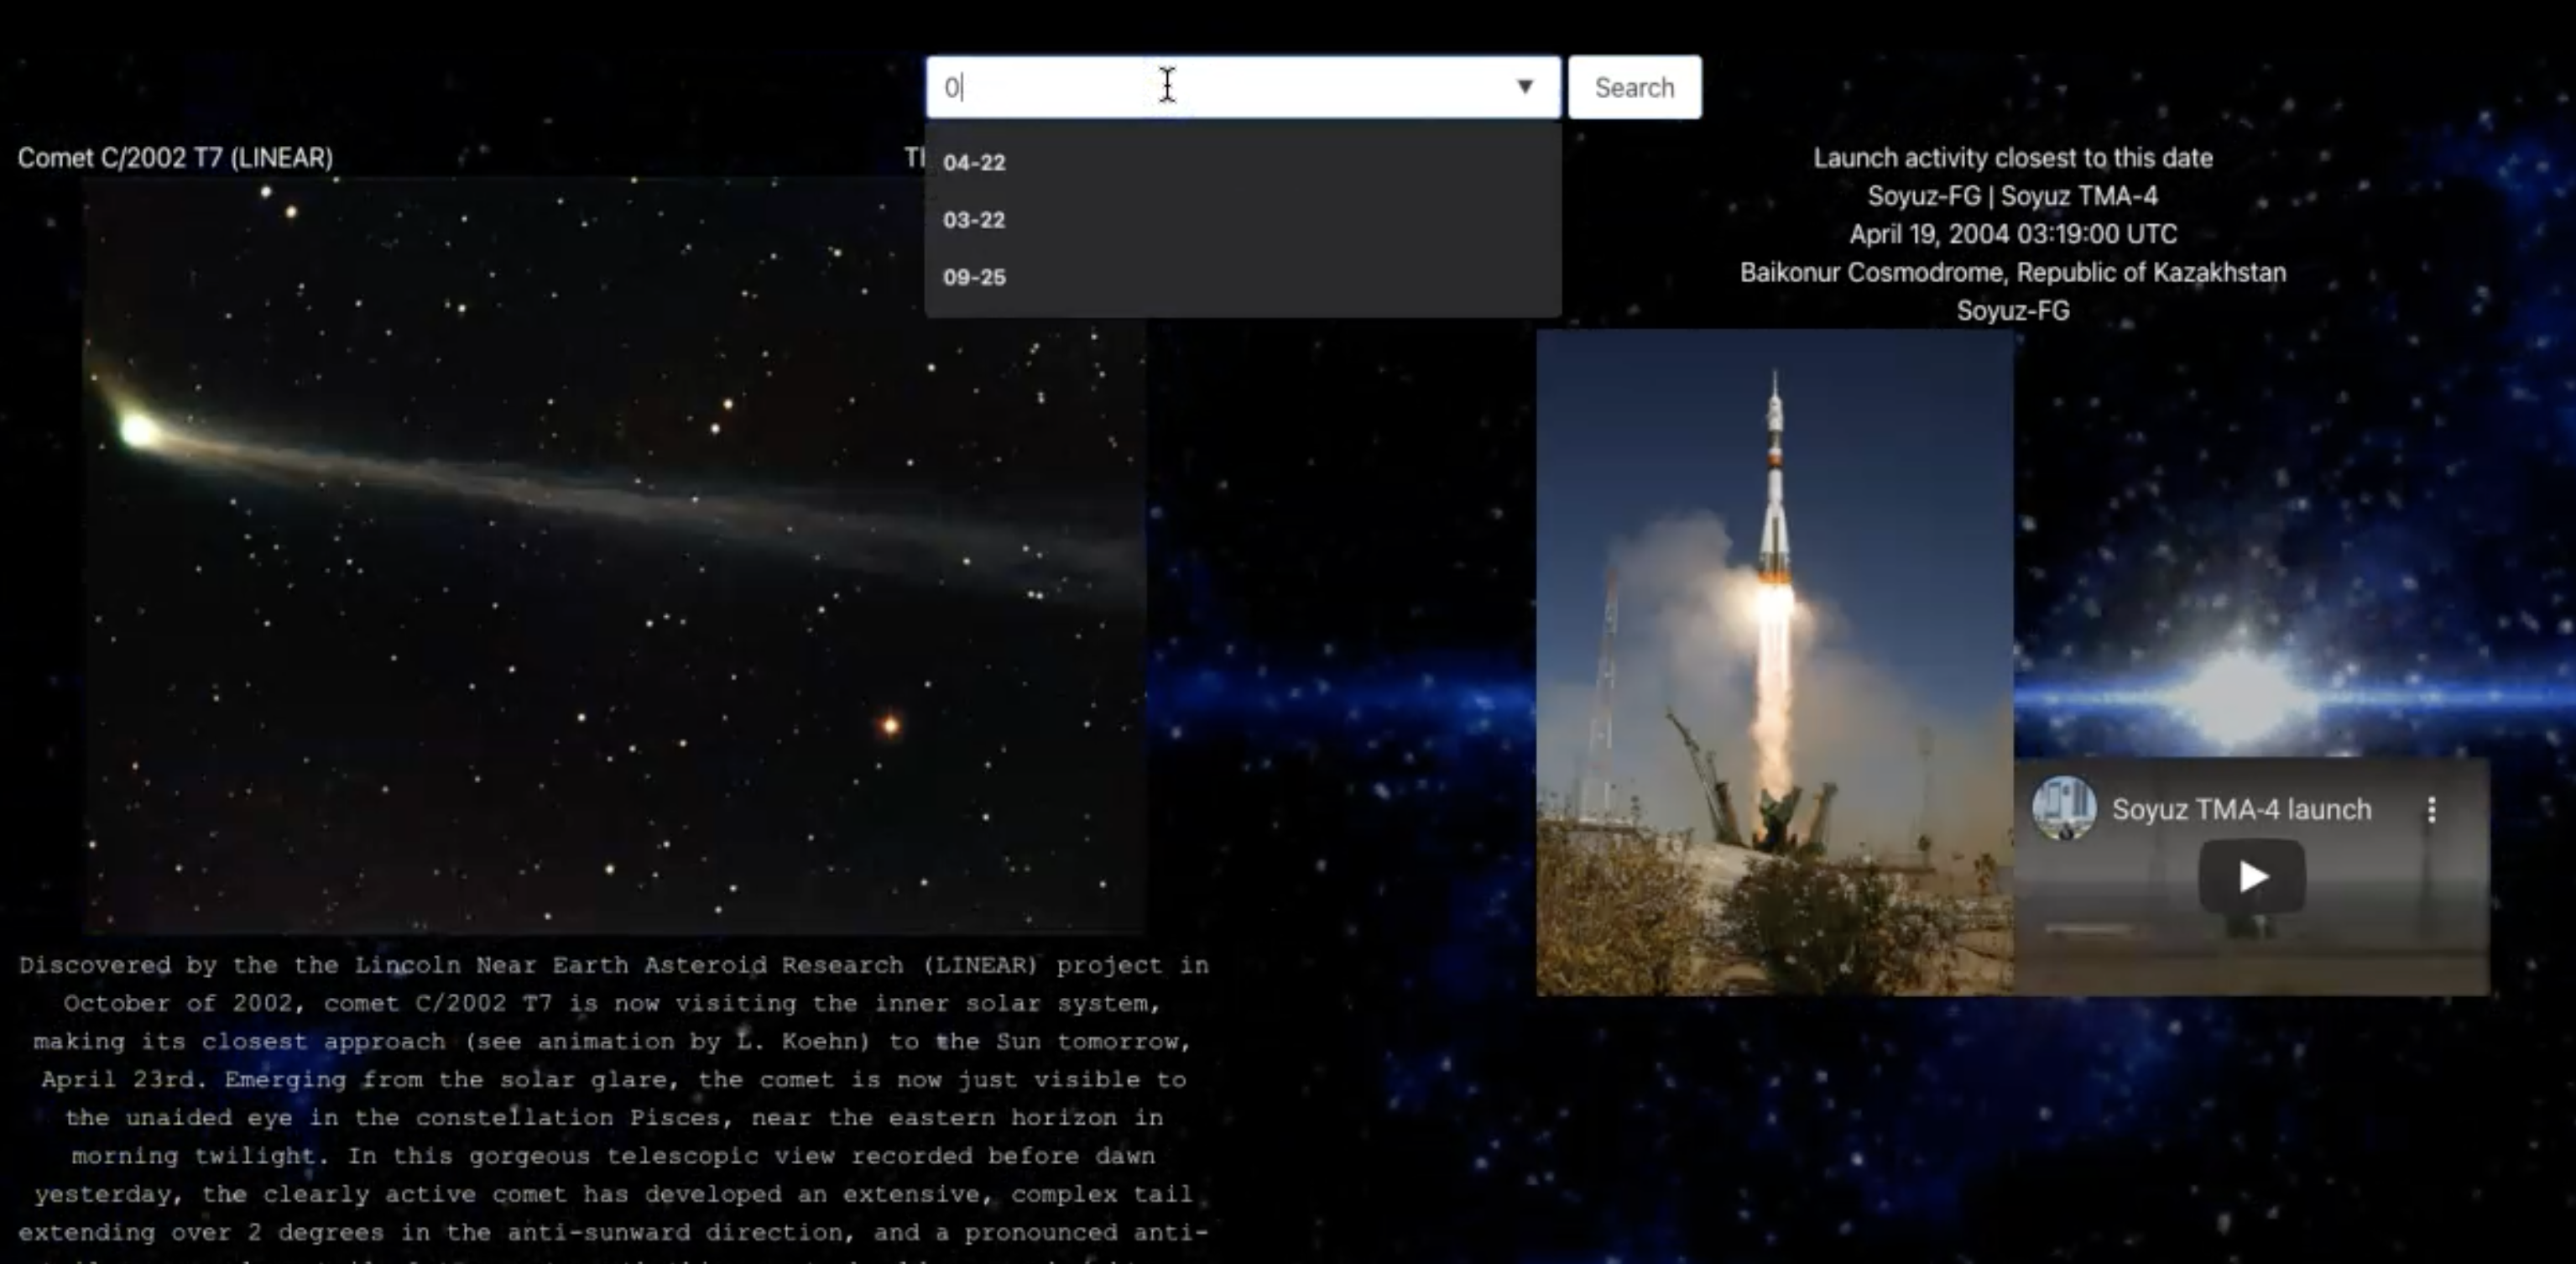 0
Search
04-22
03-22
09-25
Comet C/2002 T7 (LINEAR)
Launch activity closest to this date
Soyuz-FG | Soyuz TMA-4
April 19, 2004 03:19:00 UTC
Baikonur Cosmodrome, Republic of Kazakhstan
Soyuz-FG
Soyuz TMA-4 launch
Discovered by the the Lincoln Near Earth Asteroid Research (LINEAR) project in
October of 2002, comet C/2002 T7 is now visiting the inner solar system,
making its closest approach (see animation by L. Koehn) to the Sun tomorrow,
April 23rd. Emerging from the solar glare, the comet is now just visible to
the unaided eye in the constellation Pisces, near the eastern horizon in
morning twilight. In this gorgeous telescopic view recorded before dawn
yesterday, the clearly active comet has developed an extensive, complex tail
extending over 2 degrees in the anti-sunward direction, and a pronounced anti-